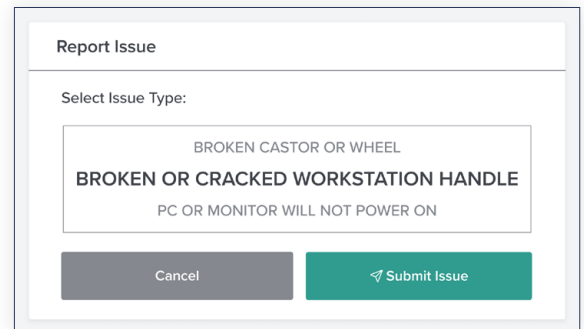 Report Issue
Select Issue Type:
BROKEN CASTOR OR WHEEL
BROKEN OR CRACKED WORKSTATION HANDLE
PC OR MONITOR WILL NOT POWER ON
Cancel
Submit Issue